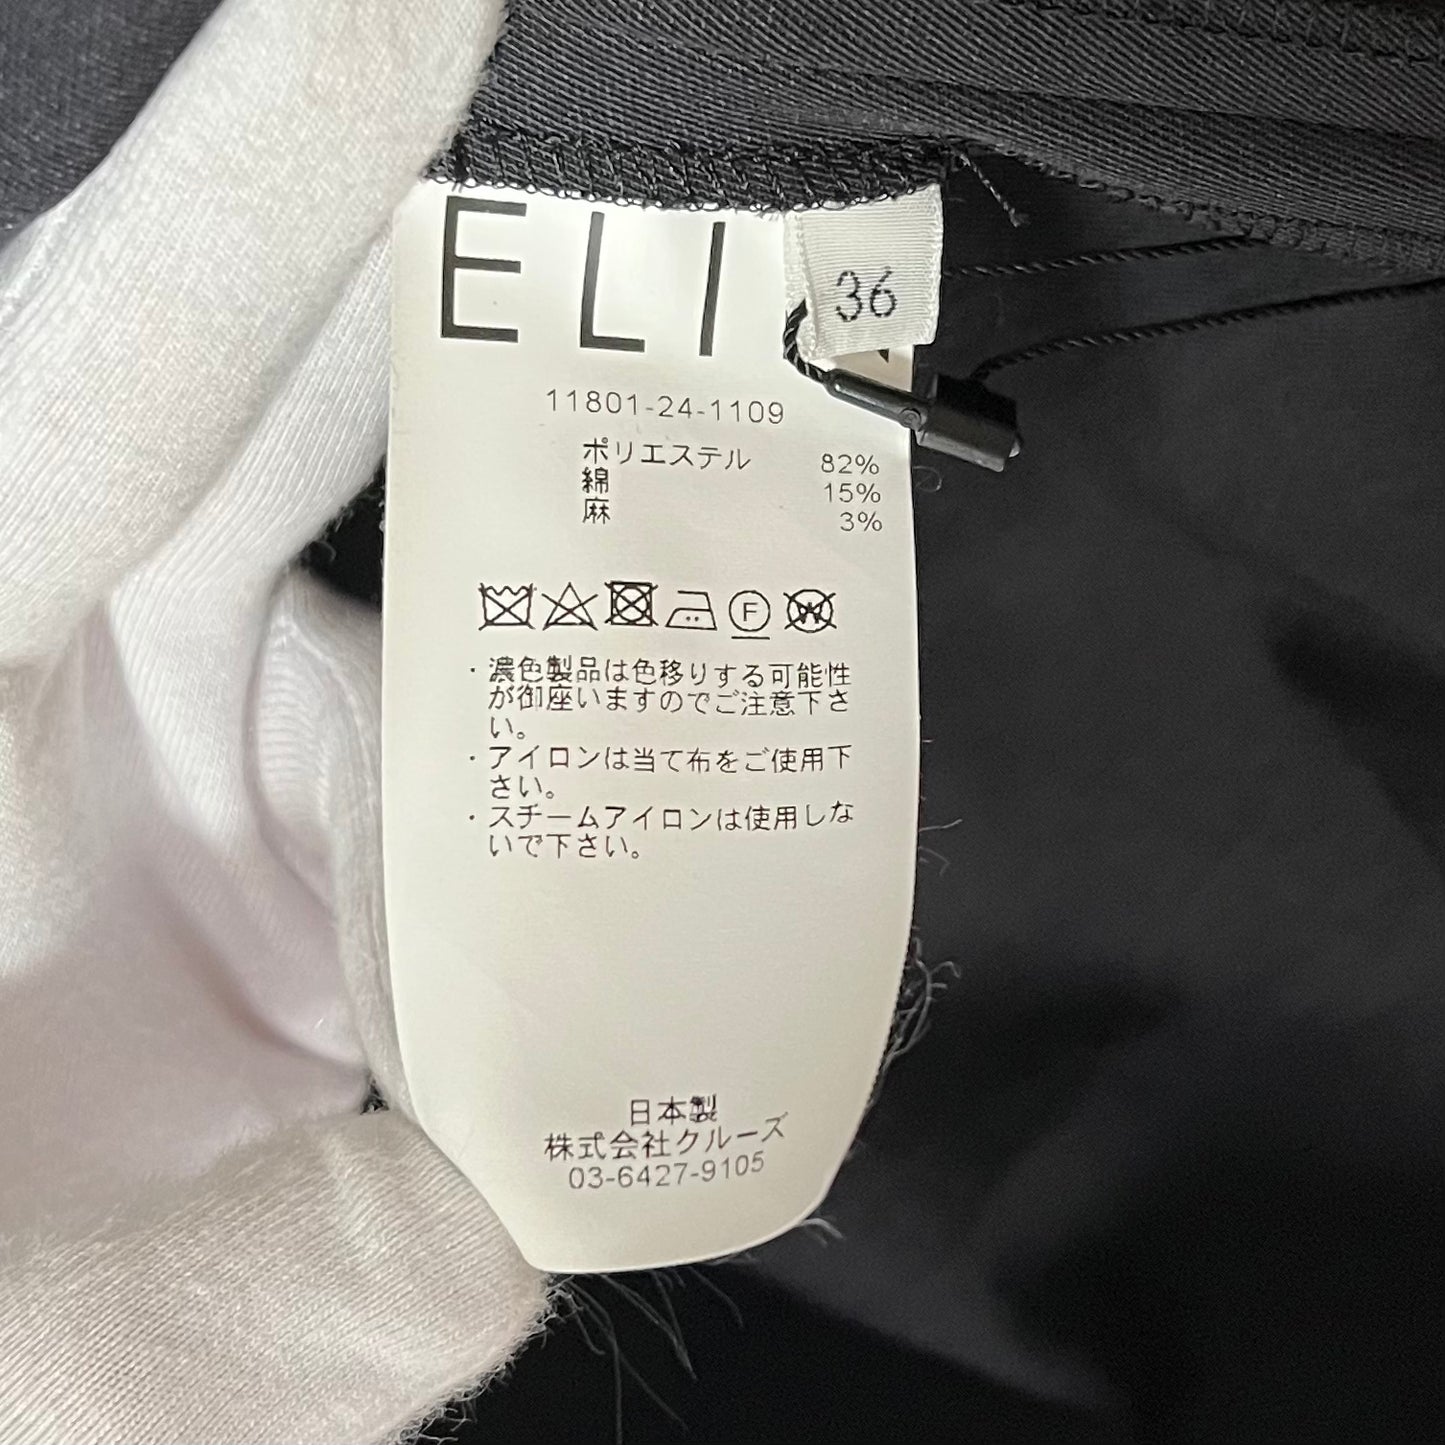 ELI
36
11801-24-1109
ポリエステル 82%
綿 15%
麻 3%
F
W
・濃色製品は色移りする可能性
が御座いますのでご注意下さ
い。
・アイロンは当て布をご使用下
さい。
・スチームアイロンは使用しな
いで下さい。
日本製
株式会社クルーズ
03-6427-9105